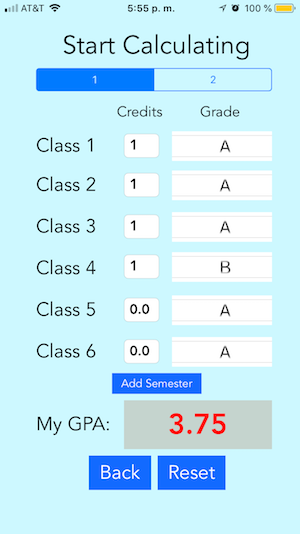 AT&T 5:55 p. m. 100 %
Start Calculating
1 2
Credits Grade
Class 1 1 A
Class 2 1 A
Class 3 1 A
Class 4 1 B
Class 5 0.0 A
Class 6 0.0 A
Add Semester
My GPA: 3.75
Back Reset